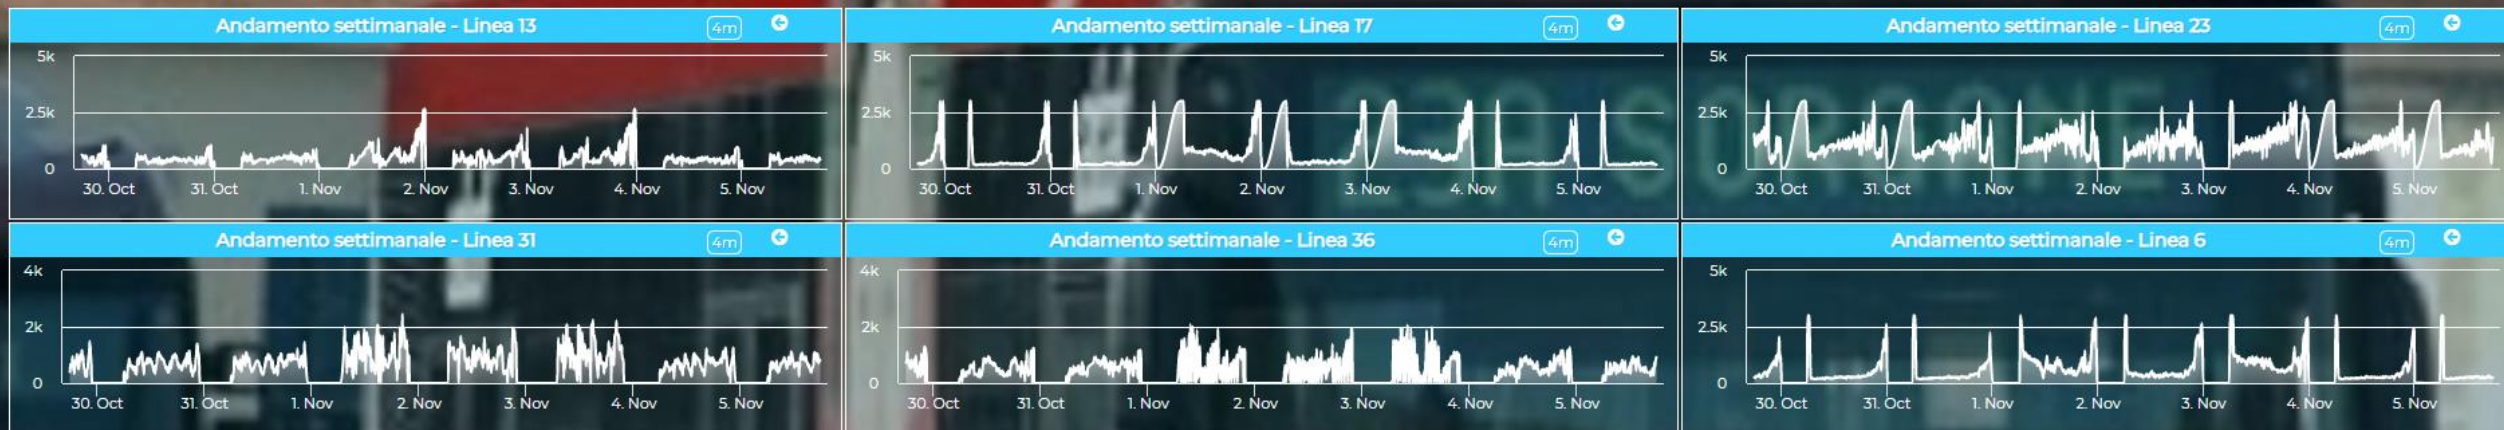 Andamento settimanale - Linea 13
4m
5k
2.5k
0
30. Oct
31. Oct
1. Nov
2. Nov
3. Nov
4. Nov
5. Nov
Andamento settimanale - Linea 17
4m
5k
2.5k
0
30. Oct
31. Oct
1. Nov
2. Nov
3. Nov
4. Nov
5. Nov
Andamento settimanale - Linea 23
4m
5k
2.5k
0
30. Oct
31. Oct
1. Nov
2. Nov
3. Nov
4. Nov
5. Nov
Andamento settimanale - Linea 31
4m
4k
2k
0
30. Oct
31. Oct
1. Nov
2. Nov
3. Nov
4. Nov
5. Nov
Andamento settimanale - Linea 36
4m
4k
2k
0
30. Oct
31. Oct
1. Nov
2. Nov
3. Nov
4. Nov
5. Nov
Andamento settimanale - Linea 6
4m
5k
2.5k
0
30. Oct
31. Oct
1. Nov
2. Nov
3. Nov
4. Nov
5. Nov